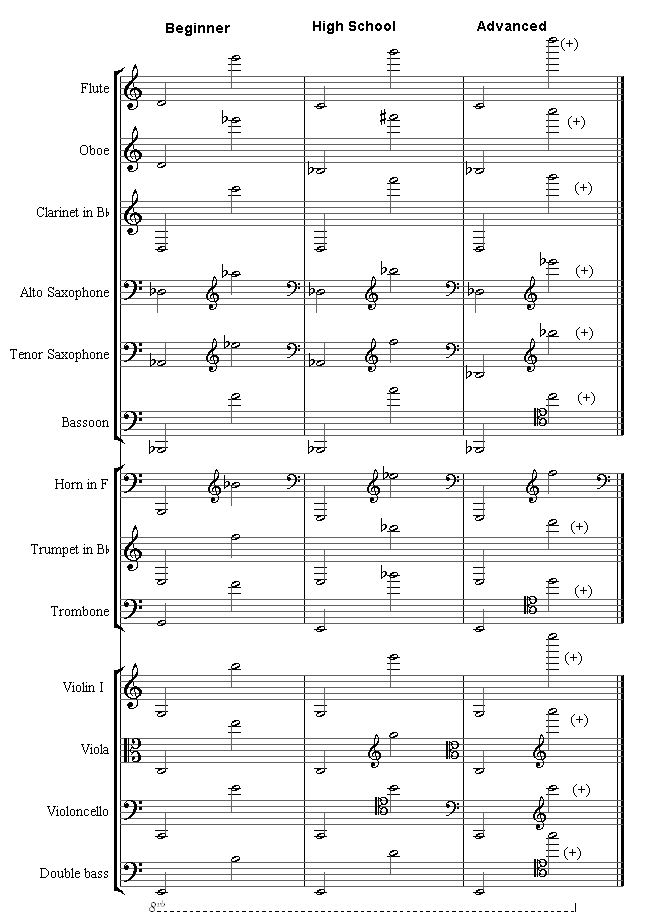 Beginner High School Advanced
Flute (+)
Oboe (+)
Clarinet in B♭ (+)
Alto Saxophone (+)
Tenor Saxophone (+)
Bassoon (+)
Horn in F
Trumpet in B♭ (+)
Trombone (+)
Violin I (+)
Viola (+)
Violoncello (+)
Double bass (+)
8vb